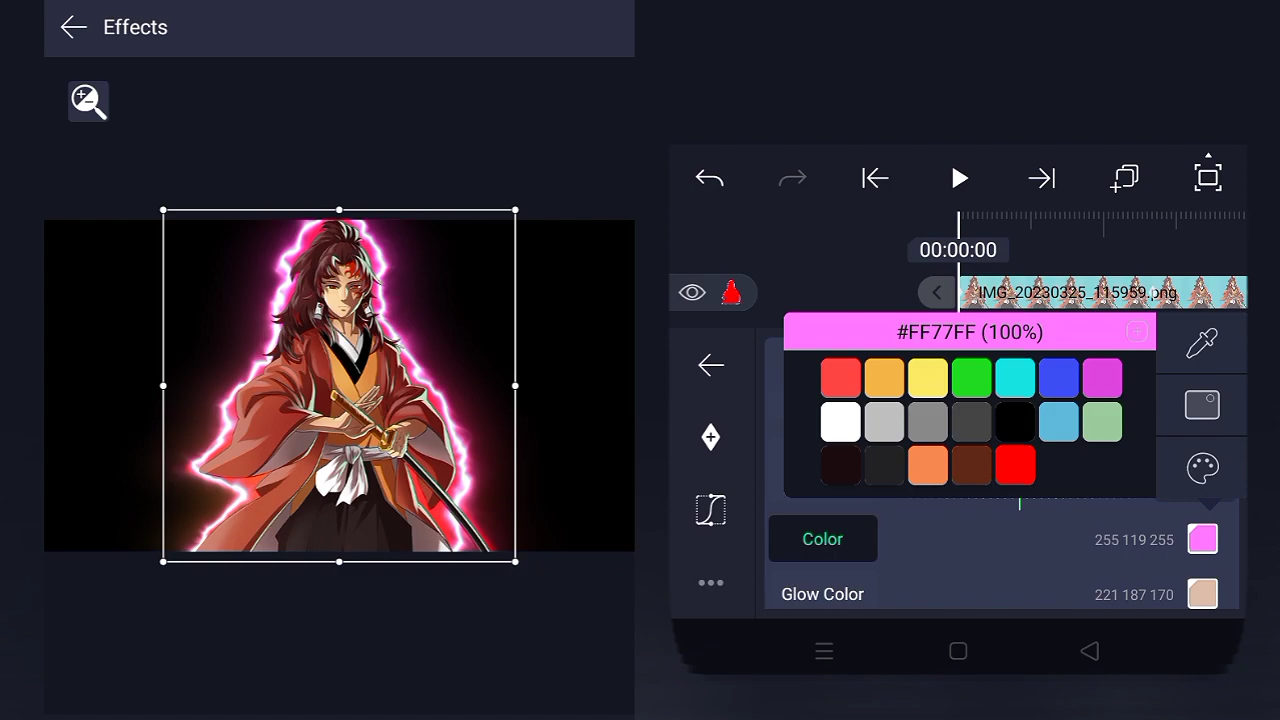 Effects
00:00:00
IMG_20230325_115959.png
#FF77FF (100%)
Color
255 119 255
Glow Color
221 187 170